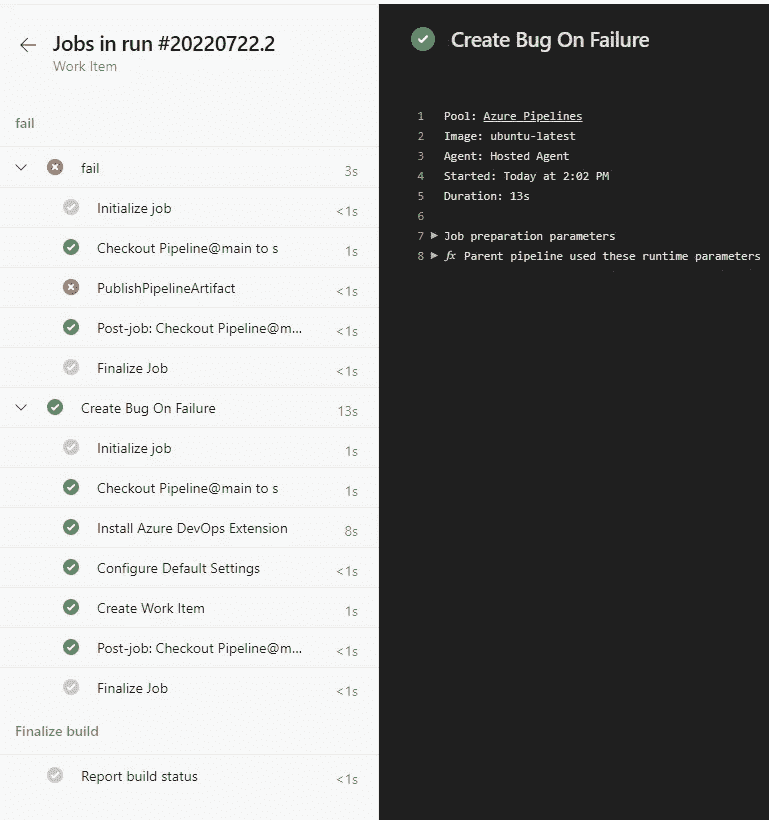 Jobs in run #20220722.2
Work Item
fail
fail 3s
Initialize job <1s
Checkout Pipeline@main to s 1s
PublishPipelineArtifact <1s
Post-job: Checkout Pipeline@m... <1s
Finalize Job <1s
Create Bug On Failure 13s
Initialize job 1s
Checkout Pipeline@main to s 1s
Install Azure DevOps Extension 8s
Configure Default Settings <1s
Create Work Item 1s
Post-job: Checkout Pipeline@m... <1s
Finalize Job <1s
Finalize build
Report build status <1s
Create Bug On Failure
1 Pool: Azure Pipelines
2 Image: ubuntu-latest
3 Agent: Hosted Agent
4 Started: Today at 2:02 PM
5 Duration: 13s
6
7 Job preparation parameters
8 fx Parent pipeline used these runtime parameters